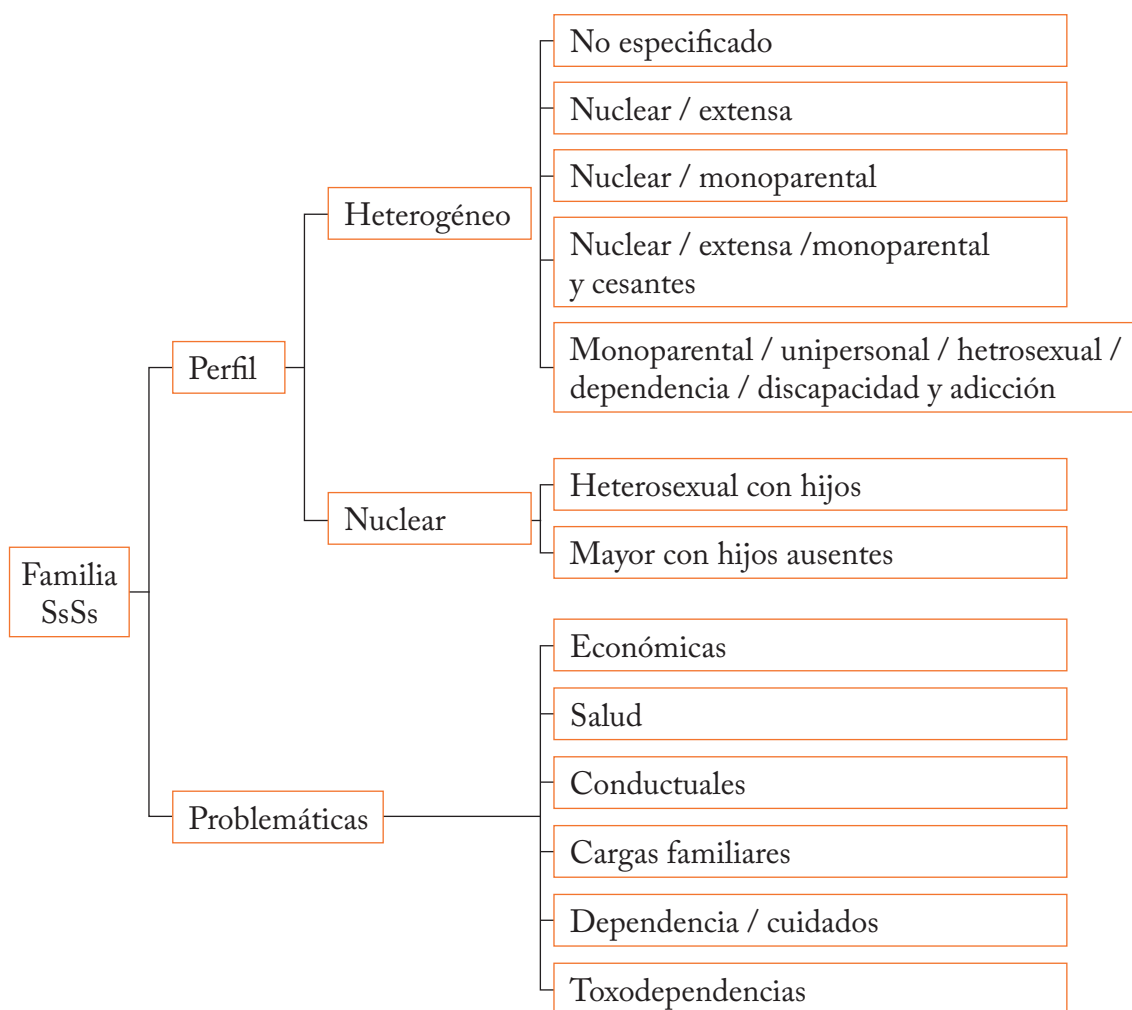 No especificado
Nuclear / extensa
Nuclear / monoparental
Heterogéneo
Nuclear / extensa /monoparental
y cesantes
Monoparental / unipersonal / hetrosexual /
dependencia / discapacidad y adicción
Perfil
Heterosexual con hijos
Nuclear
Mayor con hijos ausentes
Familia
SsSs
Económicas
Salud
Conductuales
Problemáticas
Cargas familiares
Dependencia / cuidados
Toxodependencias